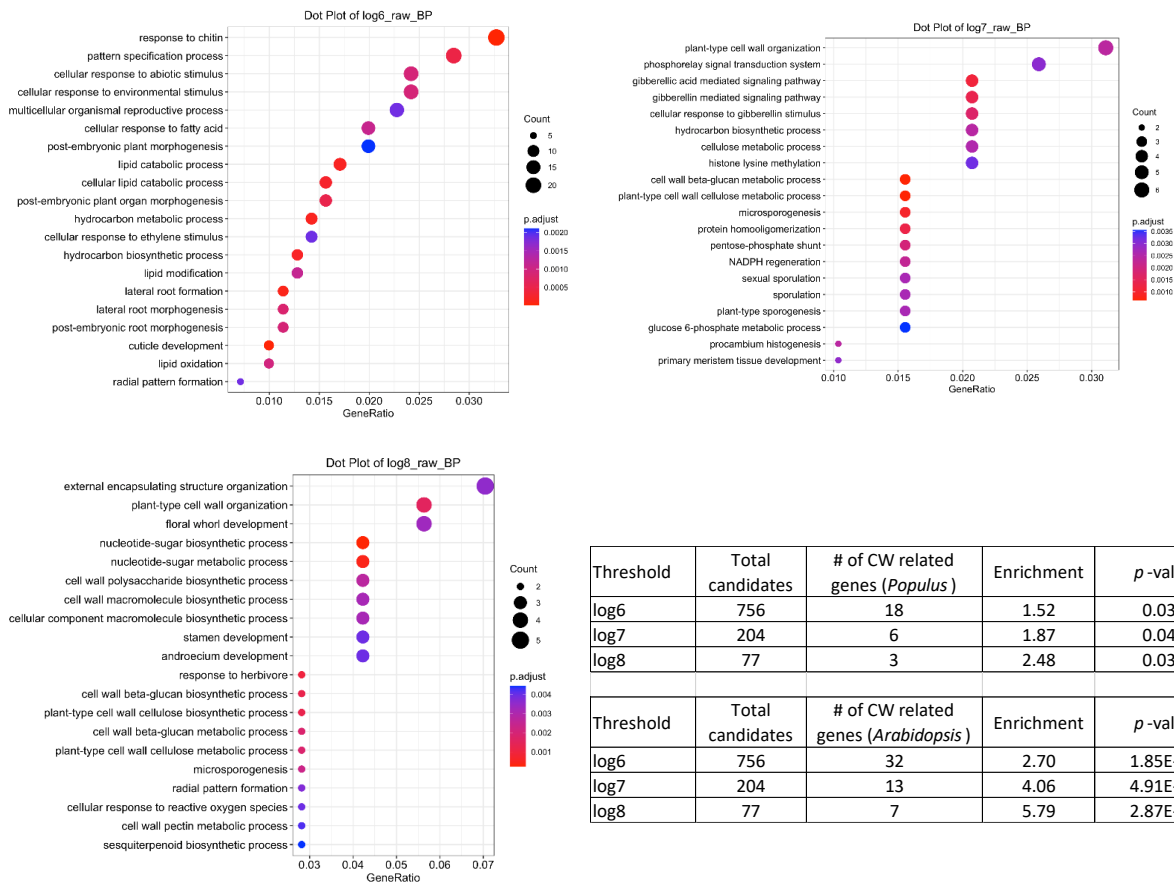 Dot Plot of log6_raw_BP
response to chitin
pattern specification process
cellular response to abiotic stimulus
cellular response to environmental stimulus
multicellular organismal reproductive process
cellular response to fatty acid
post-embryonic plant morphogenesis
lipid catabolic process
cellular lipid catabolic process
post-embryonic plant organ morphogenesis
hydrocarbon metabolic process
cellular response to ethylene stimulus
hydrocarbon biosynthetic process
lipid modification
lateral root formation
lateral root morphogenesis
post-embryonic root morphogenesis
cuticle development
lipid oxidation
radial pattern formation
0.010 0.015 0.020 0.025 0.030
GeneRatio
Count
5
10
15
20
p.adjust
0.0020
0.0015
0.0010
0.0005
Dot Plot of log7_raw_BP
plant-type cell wall organization
phosphorelay signal transduction system
gibberellic acid mediated signaling pathway
gibberellin mediated signaling pathway
cellular response to gibberellin stimulus
hydrocarbon biosynthetic process
cellulose metabolic process
histone lysine methylation
cell wall beta-glucan metabolic process
plant-type cell wall cellulose metabolic process
microsporogenesis
protein homooligomerization
pentose-phosphate shunt
NADPH regeneration
sexual sporulation
sporulation
plant-type sporogenesis
glucose 6-phosphate metabolic process
procambium histogenesis
primary meristem tissue development
0.010 0.015 0.020 0.025 0.030
GeneRatio
Count
2
3
4
5
6
p.adjust
0.0035
0.0030
0.0025
0.0020
0.0015
0.0010
Dot Plot of log8_raw_BP
external encapsulating structure organization
plant-type cell wall organization
floral whorl development
nucleotide-sugar biosynthetic process
nucleotide-sugar metabolic process
cell wall polysaccharide biosynthetic process
cell wall macromolecule biosynthetic process
cellular component macromolecule biosynthetic process
stamen development
androecium development
response to herbivore
cell wall beta-glucan biosynthetic process
plant-type cell wall cellulose biosynthetic process
cell wall beta-glucan metabolic process
plant-type cell wall cellulose metabolic process
microsporogenesis
radial pattern formation
cellular response to reactive oxygen species
cell wall pectin metabolic process
sesquiterpenoid biosynthetic process
0.03 0.04 0.05 0.06 0.07
GeneRatio
Count
2
3
4
5
p.adjust
0.004
0.003
0.002
0.001
Threshold Total candidates # of CW related genes (Populus) Enrichment p-val
log6 756 18 1.52 0.03
log7 204 6 1.87 0.04
log8 77 3 2.48 0.03
Threshold Total candidates # of CW related genes (Arabidopsis) Enrichment p-val
log6 756 32 2.70 1.85E-
log7 204 13 4.06 4.91E-
log8 77 7 5.79 2.87E-